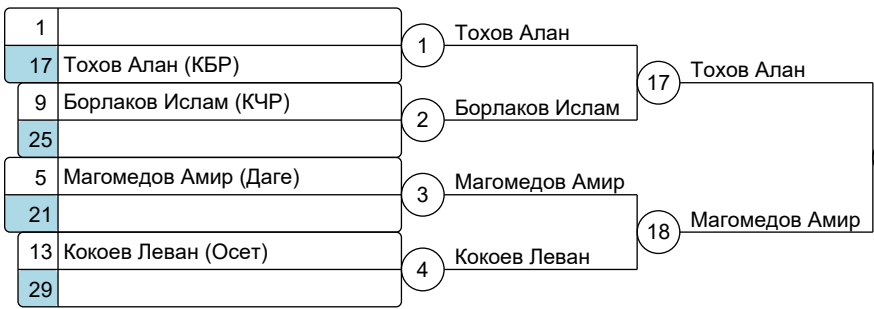 1
17 Тохов Алан (КБР)
9 Борлаков Ислам (КЧР)
25
5 Магомедов Амир (Даге)
21
13 Кокоев Леван (Осет)
29
1 Тохов Алан
2 Борлаков Ислам
3 Магомедов Амир
4 Кокоев Леван
17 Тохов Алан
18 Магомедов Амир